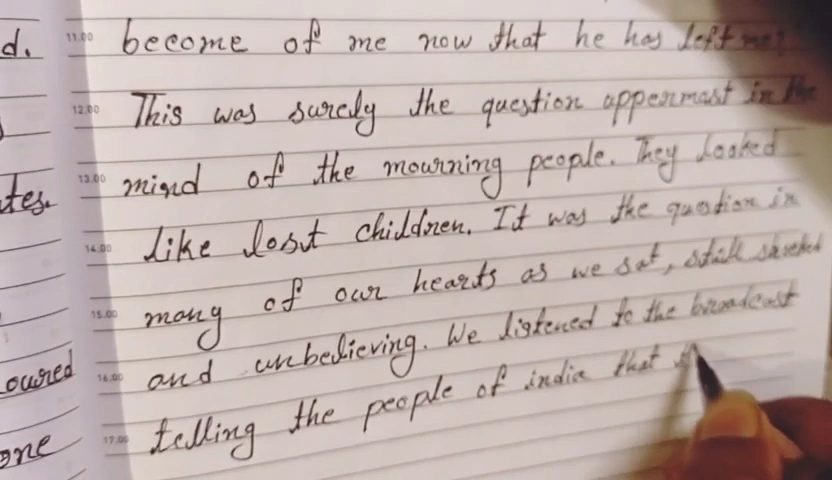 d.
11.00 become of me now that he has left me?
12.00 This was surely the question appermost in the
13.00 mind of the mourning people. They looked
tes.
14.00 like lost children. It was the question in
15.00 many of our hearts as we sat, still shocked
16.00 and unbelieving. We listened to the broadcast
oured
17.00 telling the people of india that
one